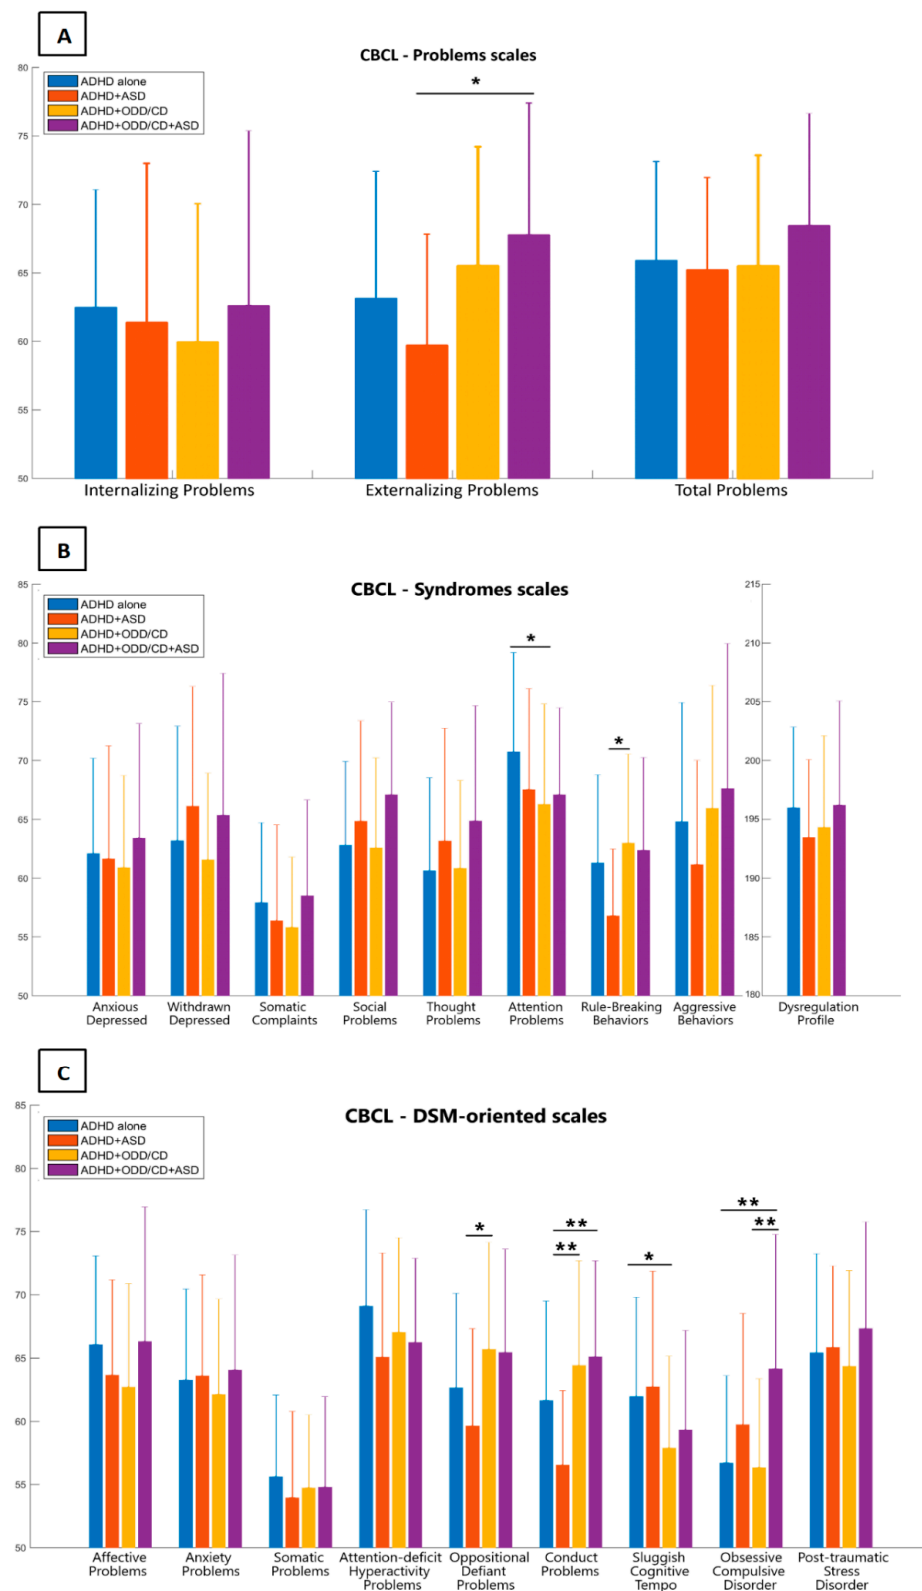 A
CBCL - Problems scales
80
75
70
65
60
55
50
ADHD alone
ADHD+ASD
ADHD+ODD/CD
ADHD+ODD/CD+ASD
*
Internalizing Problems
Externalizing Problems
Total Problems
B
CBCL - Syndromes scales
85
80
75
70
65
60
55
50
ADHD alone
ADHD+ASD
ADHD+ODD/CD
ADHD+ODD/CD+ASD
*
*
215
210
205
200
195
190
185
180
Anxious
Depressed
Withdrawn
Depressed
Somatic
Complaints
Social
Problems
Thought
Problems
Attention
Problems
Rule-Breaking
Behaviors
Aggressive
Behaviors
Dysregulation
Profile
C
CBCL - DSM-oriented scales
85
80
75
70
65
60
55
50
ADHD alone
ADHD+ASD
ADHD+ODD/CD
ADHD+ODD/CD+ASD
*
**
**
*
**
**
Affective
Problems
Anxiety
Problems
Somatic
Problems
Attention-deficit
Hyperactivity
Problems
Oppositional
Defiant
Problems
Conduct
Problems
Sluggish
Cognitive
Tempo
Obsessive
Compulsive
Disorder
Post-traumatic
Stress
Disorder